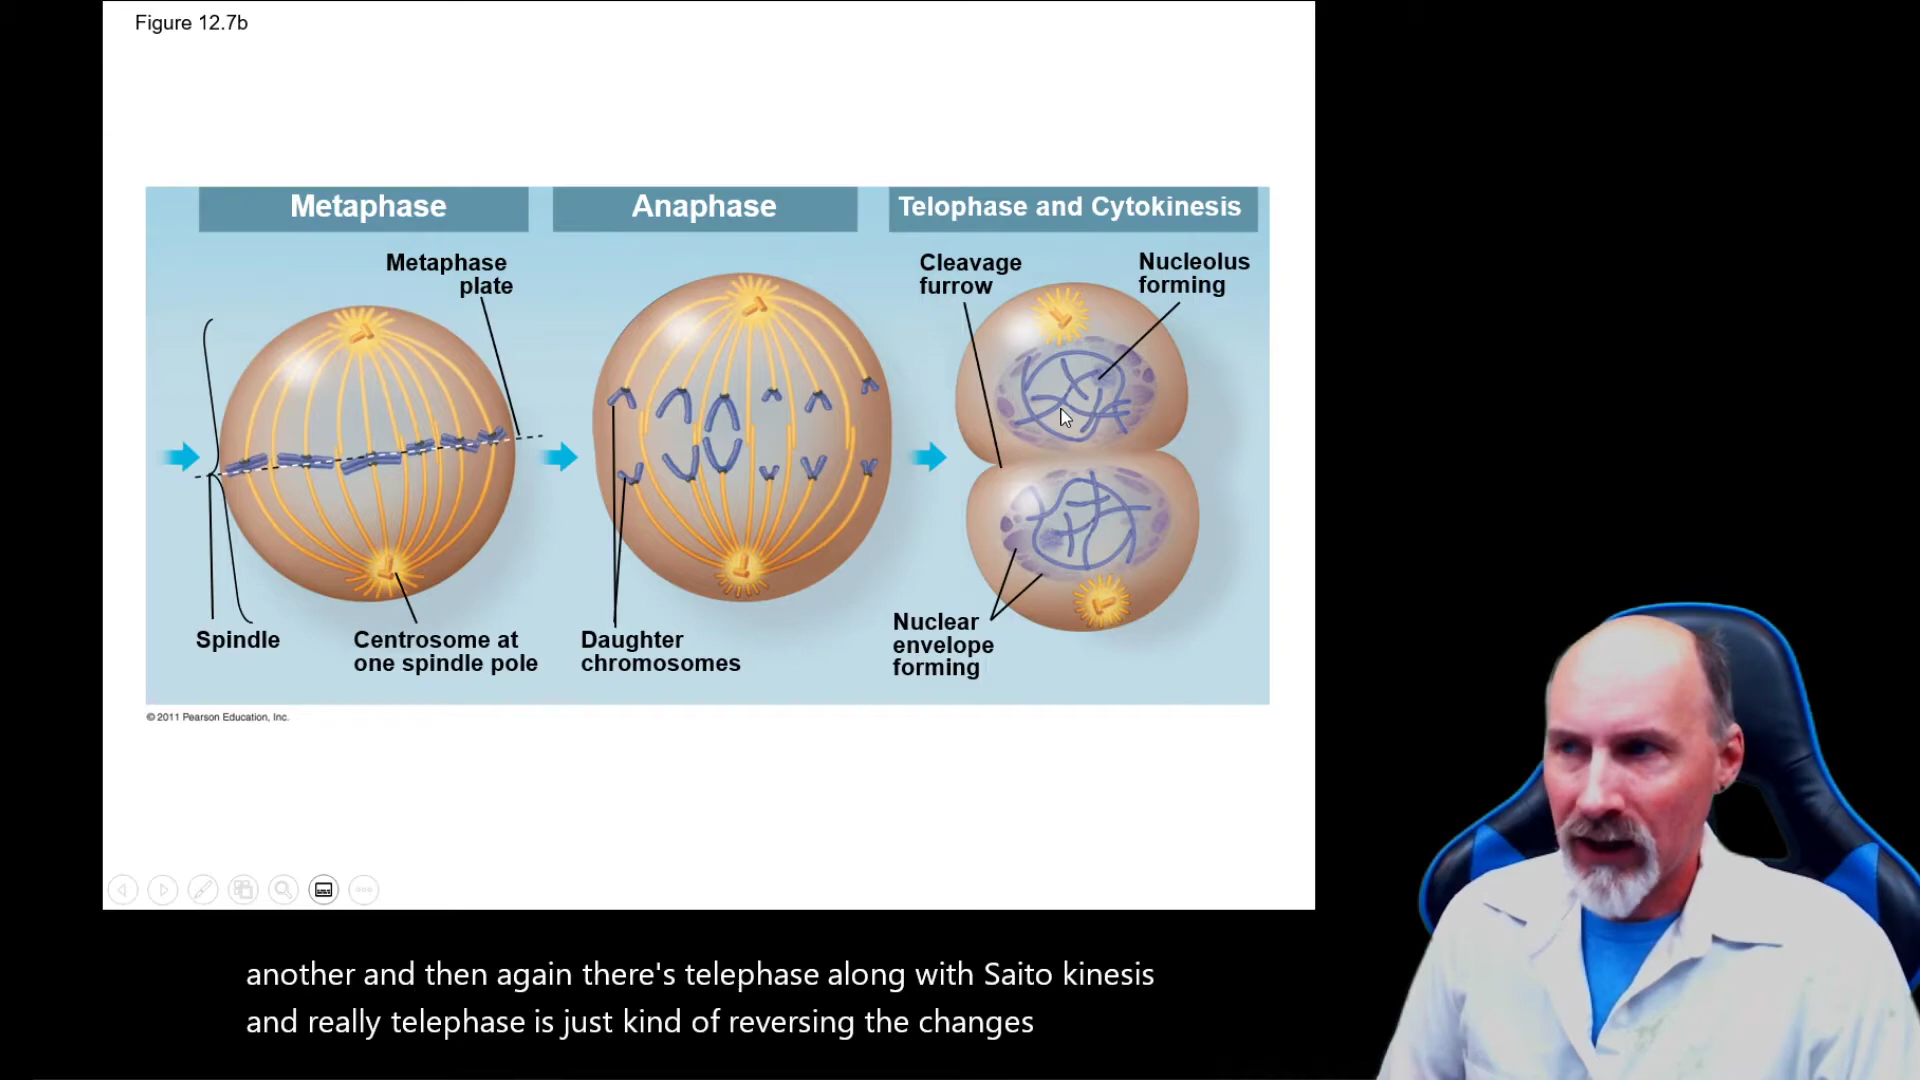 Figure 12.7b
Metaphase
Anaphase
Telophase and Cytokinesis
Metaphase
plate
Cleavage
furrow
Nucleolus
forming
Spindle
Centrosome at
one spindle pole
Daughter
chromosomes
Nuclear
envelope
forming
© 2011 Pearson Education, Inc.
another and then again there's telephase along with Saito kinesis
and really telephase is just kind of reversing the changes